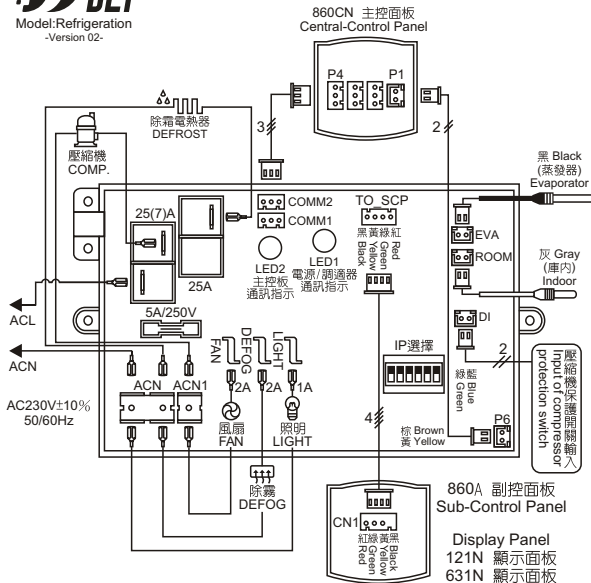 Model:Refrigeration
-Version 02-
860CN 主控面板
Central-Control Panel
P4
P1
除霜電熱器
DEFROST
壓縮機
COMP.
3
2
黑 Black
(蒸發器)
Evaporator
25(7)A
25A
COMM2
COMM1
LED2
主控板
通訊指示
LED1
電源/調適器
通訊指示
TO_SCP
黑黃綠紅
Red
Green
Yellow
Black
EVA
ROOM
灰 Gray
(庫內)
Indoor
DI
2
ACL
ACN
5A/250V
FAN
DEFOG
LIGHT
2A
2A
1A
IP選擇
綠藍
Blue
Green
壓縮機保護開關輸入
Input of compressor
protection switch
AC230V±10%
50/60Hz
ACN
ACN1
風扇
FAN
照明
LIGHT
4
棕 Brown
黃 Yellow
P6
除霧
DEFOG
860A 副控面板
Sub-Control Panel
CN1
紅綠黃黑
Black
Yellow
Green
Red
Display Panel
121N 顯示面板
631N 顯示面板